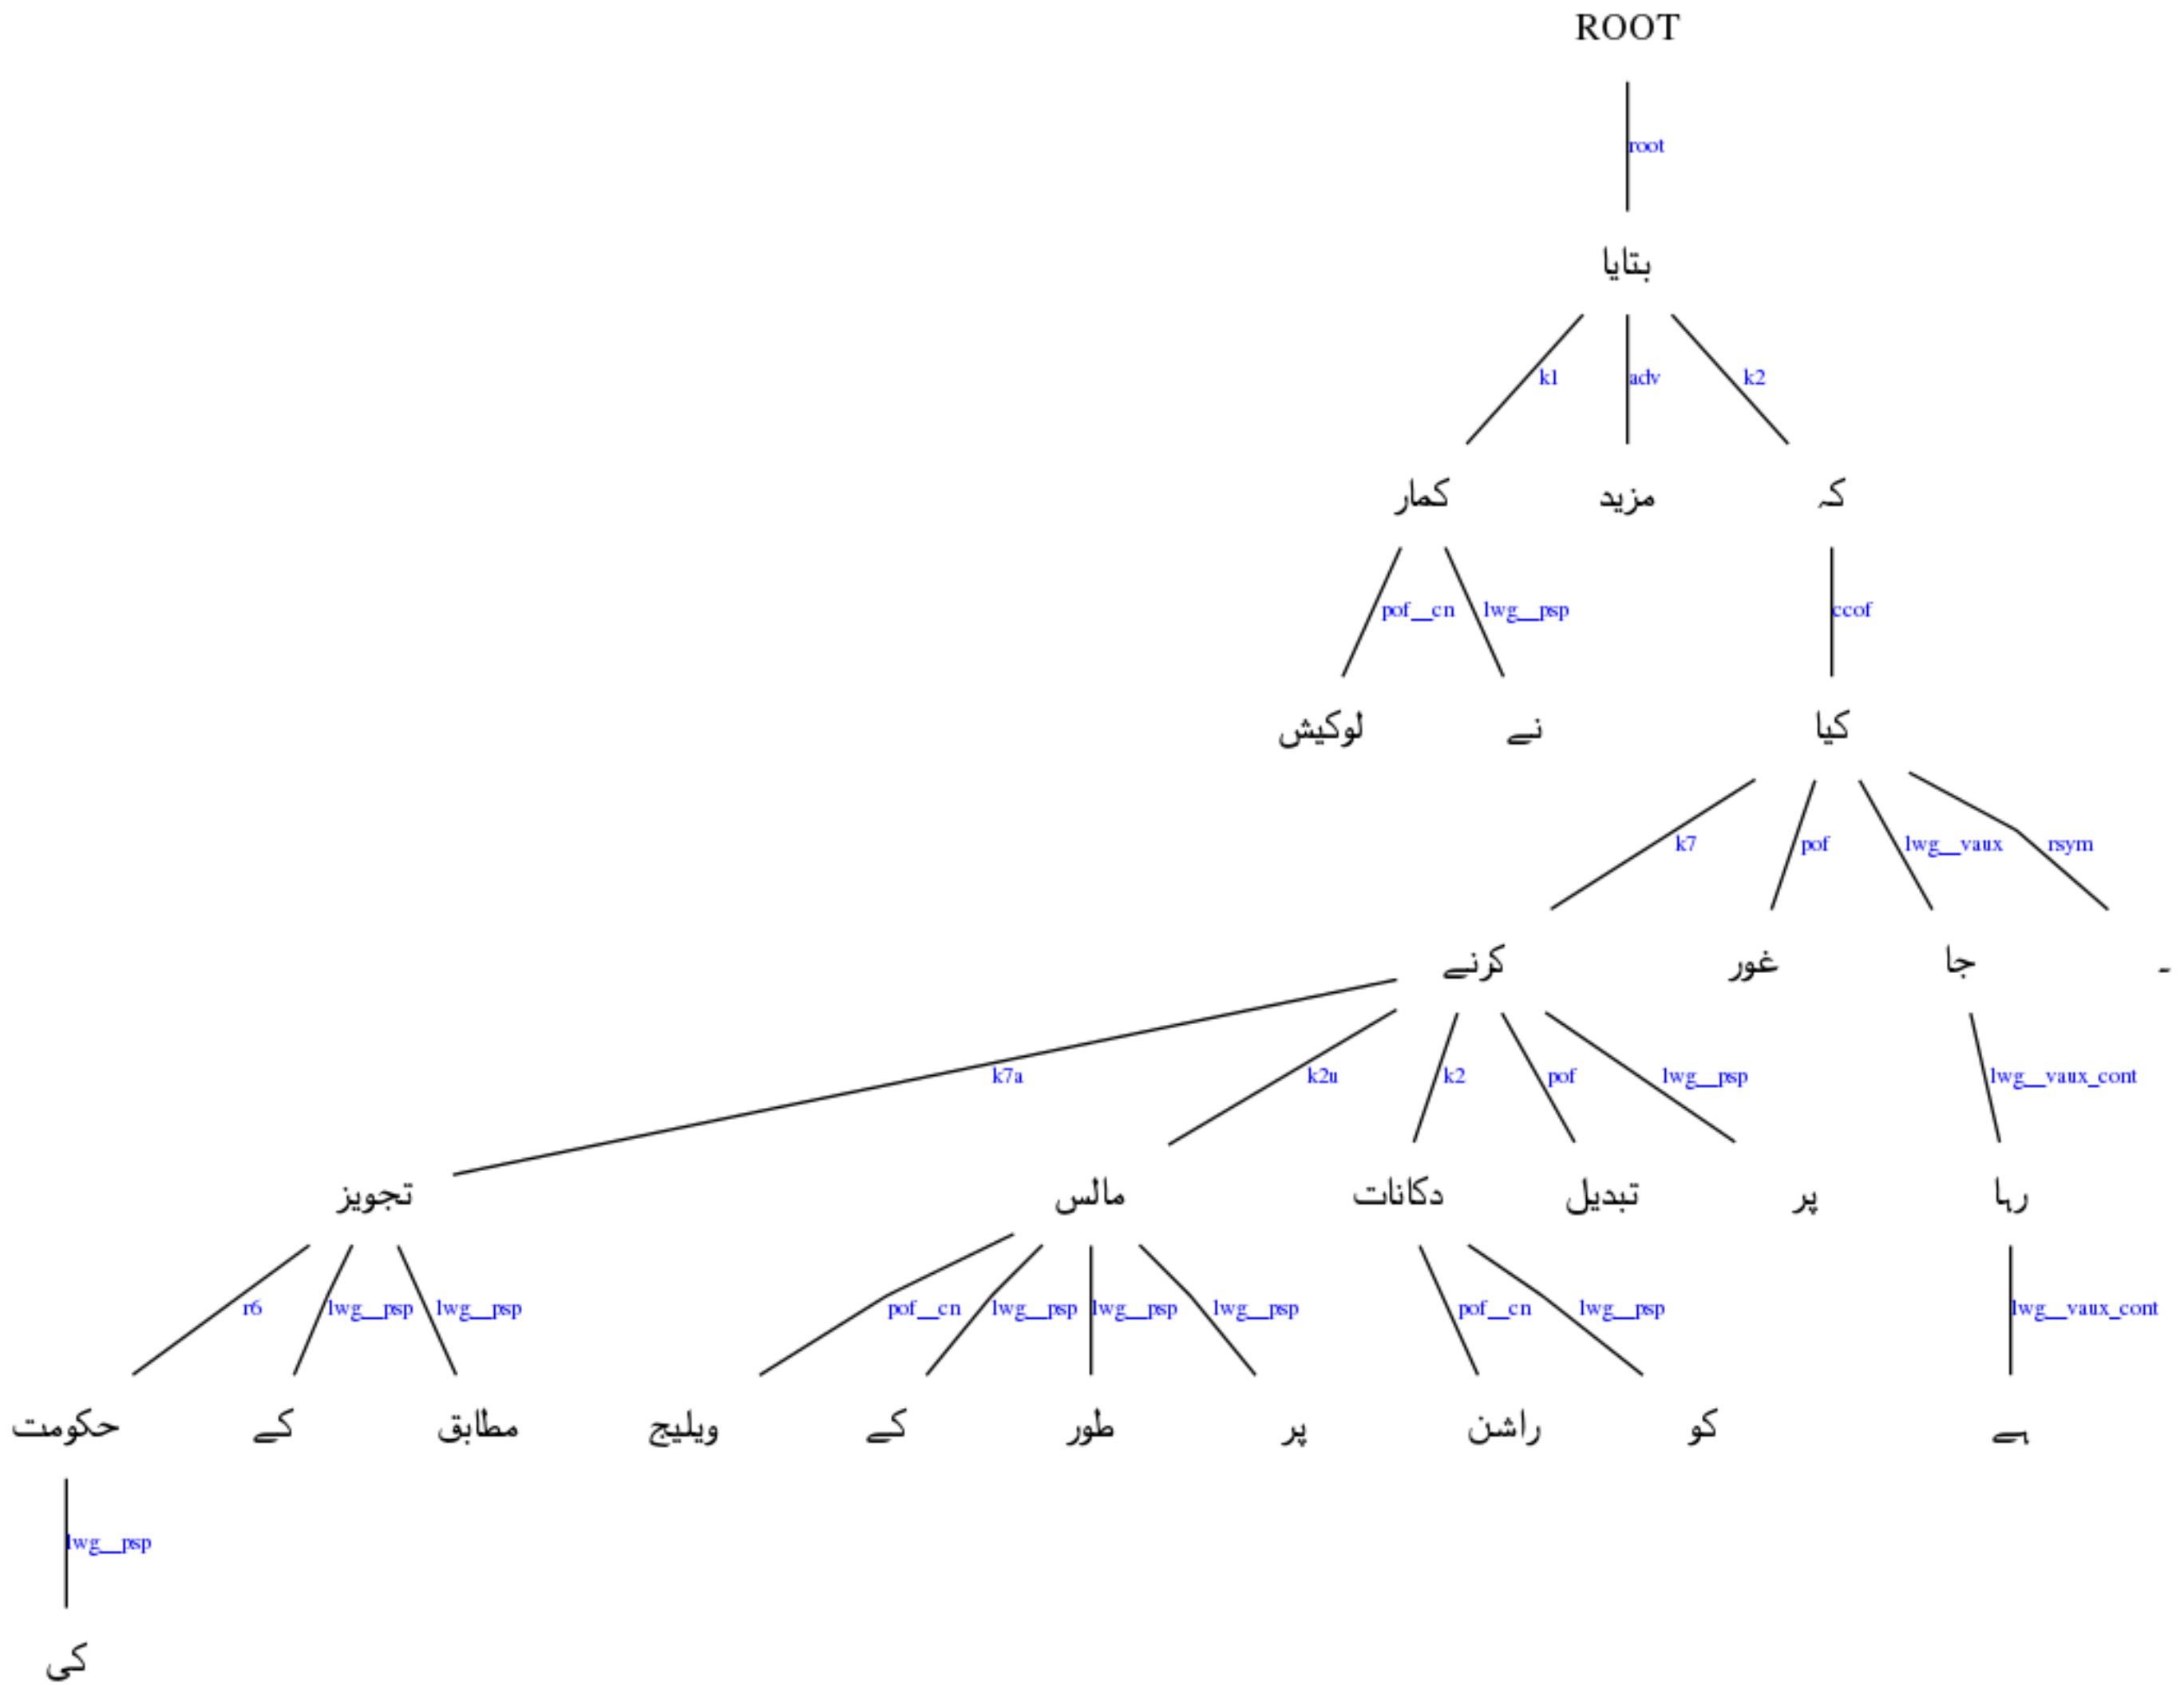 ROOT
root
بتایا
k1 adv k2
کمار مزید کہ
pof__cn lwg__psp ccof
لوکیش نے کیا
k7 pof lwg__vaux rsym
کرنے غور جا ۔
k7a k2u k2 pof lwg__psp lwg__vaux_cont
تجویز مالس دکانات تبدیل پر رہا
r6 lwg__psp lwg__psp pof__cn lwg__psp lwg__psp lwg__psp pof__cn lwg__psp lwg__vaux_cont
حکومت کے مطابق ویلیج کے طور پر راشن کو ہے
lwg__psp
کی